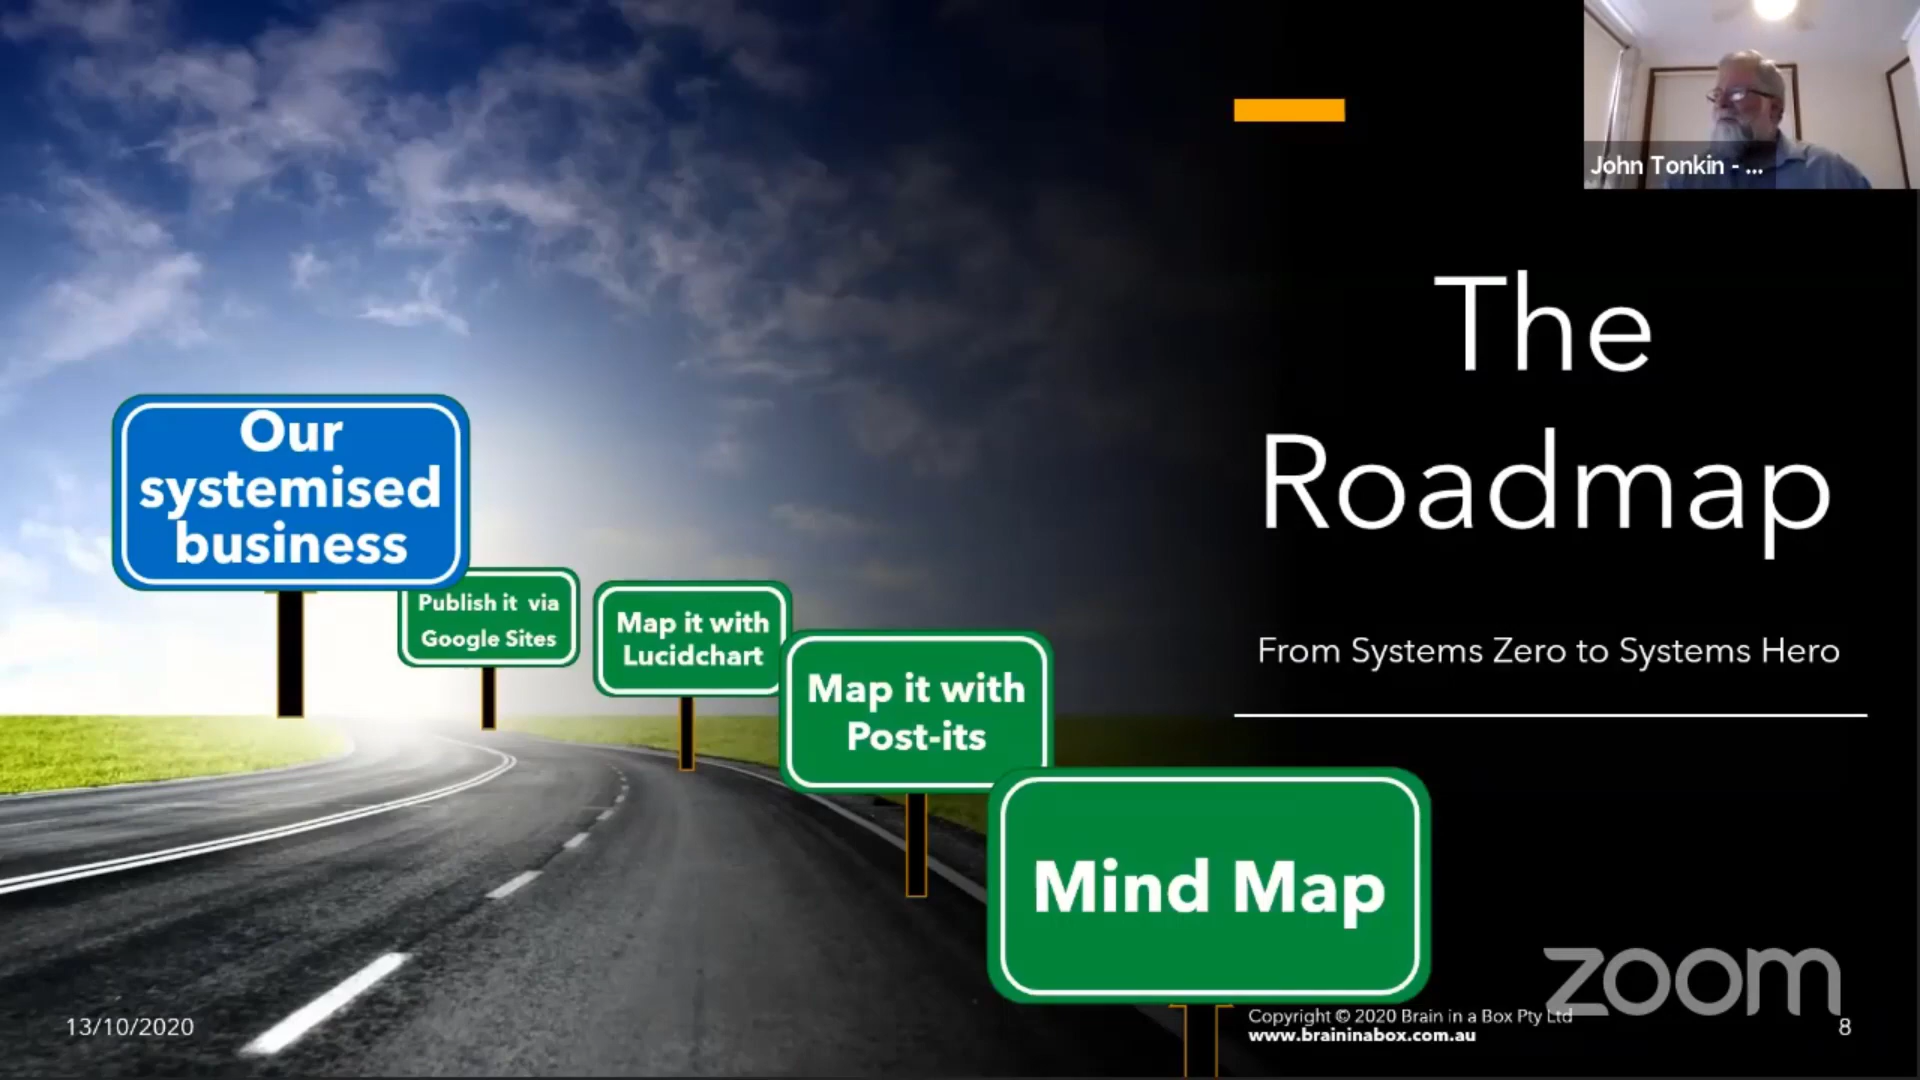 John Tonkin - ...
The
Roadmap
From Systems Zero to Systems Hero
Our
systemised
business
Publish it via
Google Sites
Map it with
Lucidchart
Map it with
Post-its
Mind Map
zoom
13/10/2020
Copyright © 2020 Brain in a Box Pty Ltd
www.braininabox.com.au
8